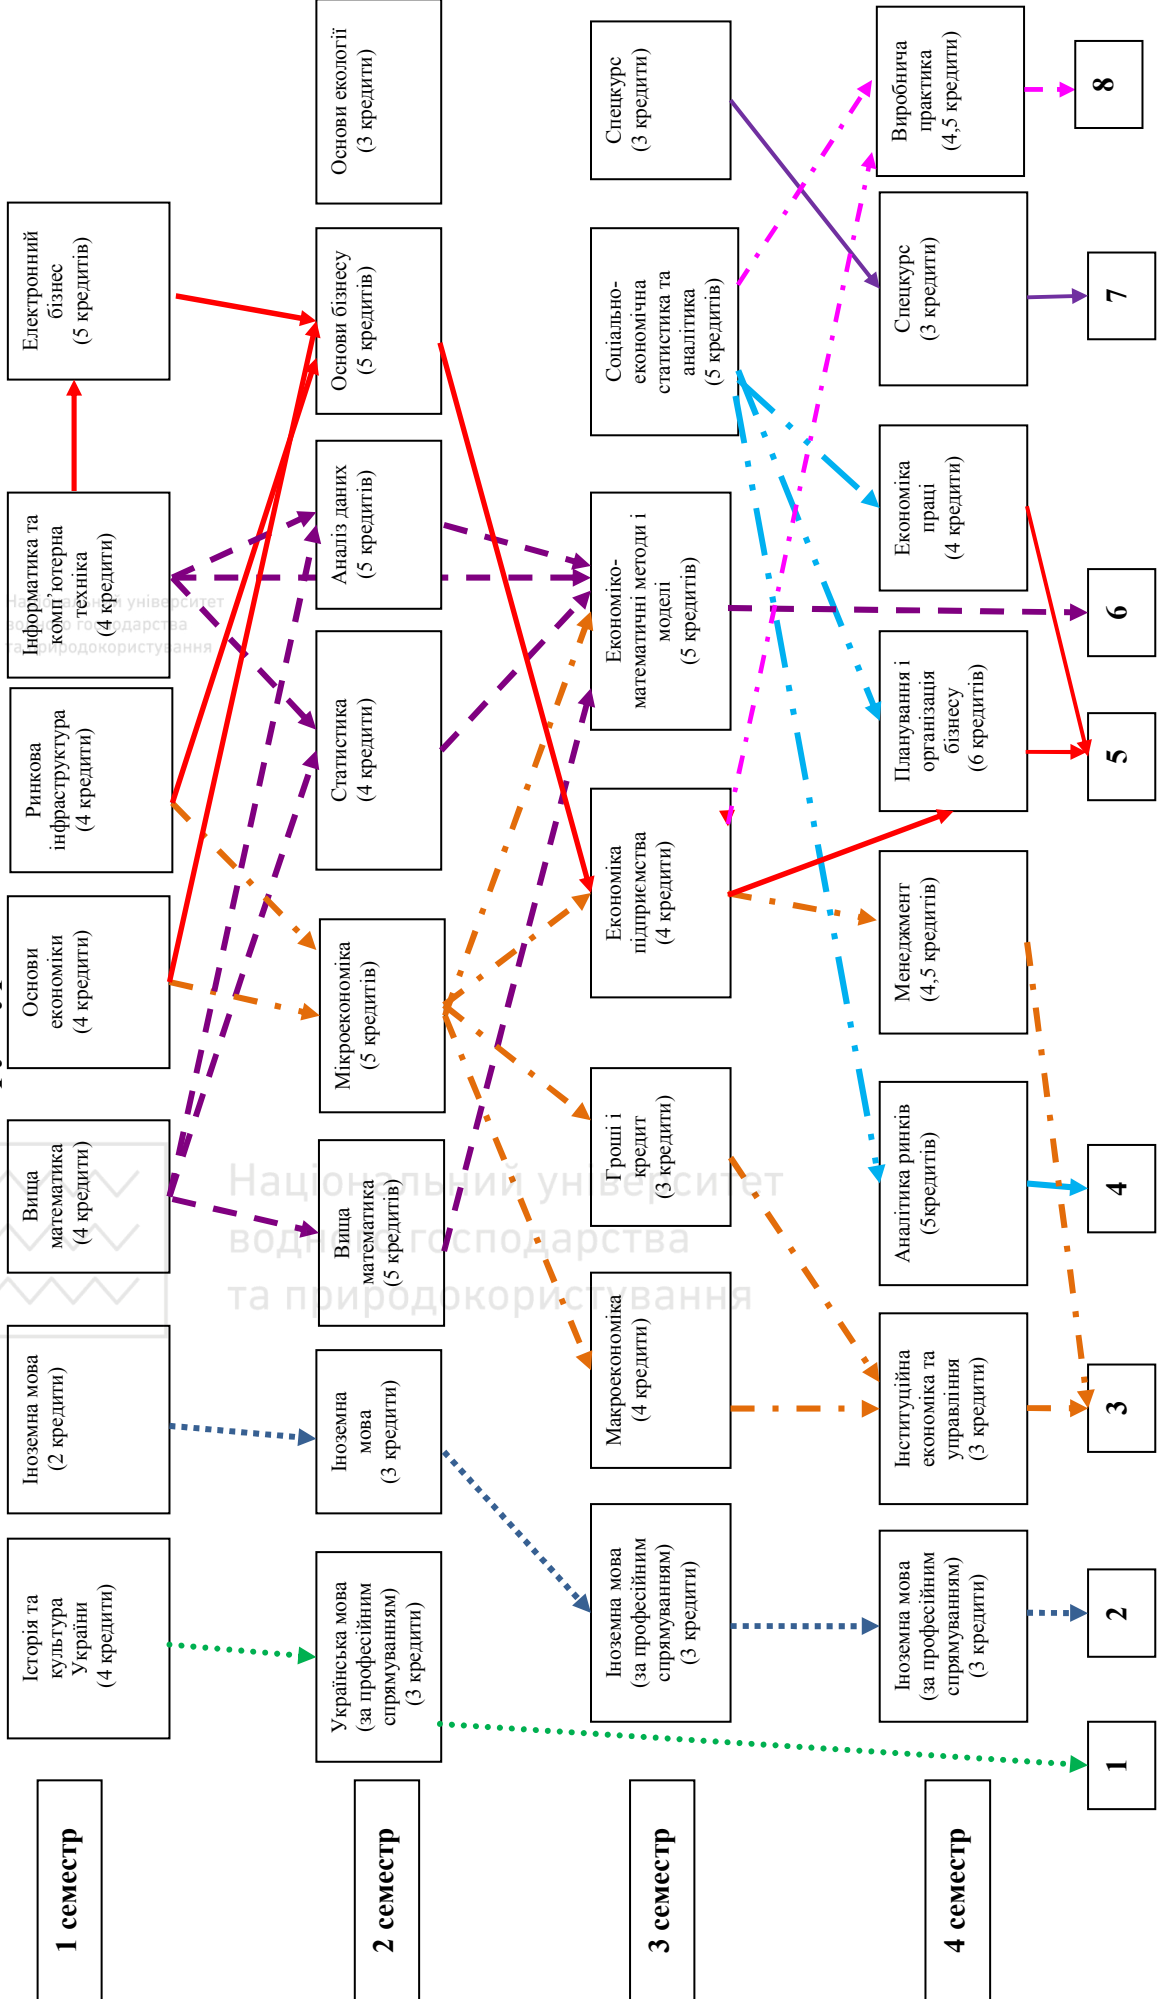 1 семестр
Історія та
культура
України
(4 кредити)
Іноземна мова
(2 кредити)
Вища
математика
(4 кредити)
Основи
економіки
(4 кредити)
Ринкова
інфраструктура
(4 кредити)
Інформатика та
комп’ютерна
техніка
(4 кредити)
Електронний
бізнес
(5 кредитів)
2 семестр
Українська мова
(за професійним
спрямуванням)
(3 кредити)
Іноземна
мова
(3 кредити)
Вища
математика
(5 кредитів)
Мікроекономіка
(5 кредитів)
Статистика
(4 кредити)
Аналіз даних
(5 кредитів)
Основи бізнесу
(5 кредитів)
Основи екології
(3 кредити)
3 семестр
Іноземна мова
(за професійним
спрямуванням)
(3 кредити)
Макроекономіка
(4 кредити)
Гроші і
кредит
(3 кредити)
Економіка
підприємства
(4 кредити)
Економіко-
математичні методи і
моделі
(5 кредитів)
Соціально-
економічна
статистика та
аналітика
(5 кредитів)
Спецкурс
(3 кредити)
4 семестр
Іноземна мова
(за професійним
спрямуванням)
(3 кредити)
Інституційна
економіка та
управління
(3 кредити)
Аналітика ринків
(5кредитів)
Менеджмент
(4,5 кредитів)
Планування і
організація
бізнесу
(6 кредитів)
Економіка
праці
(4 кредити)
Спецкурс
(3 кредити)
Виробнича
практика
(4,5 кредити)
1
2
3
4
5
6
7
8
Національний університет
водного господарства
та природокористування
Національний університет
водного господарства
та природокористування